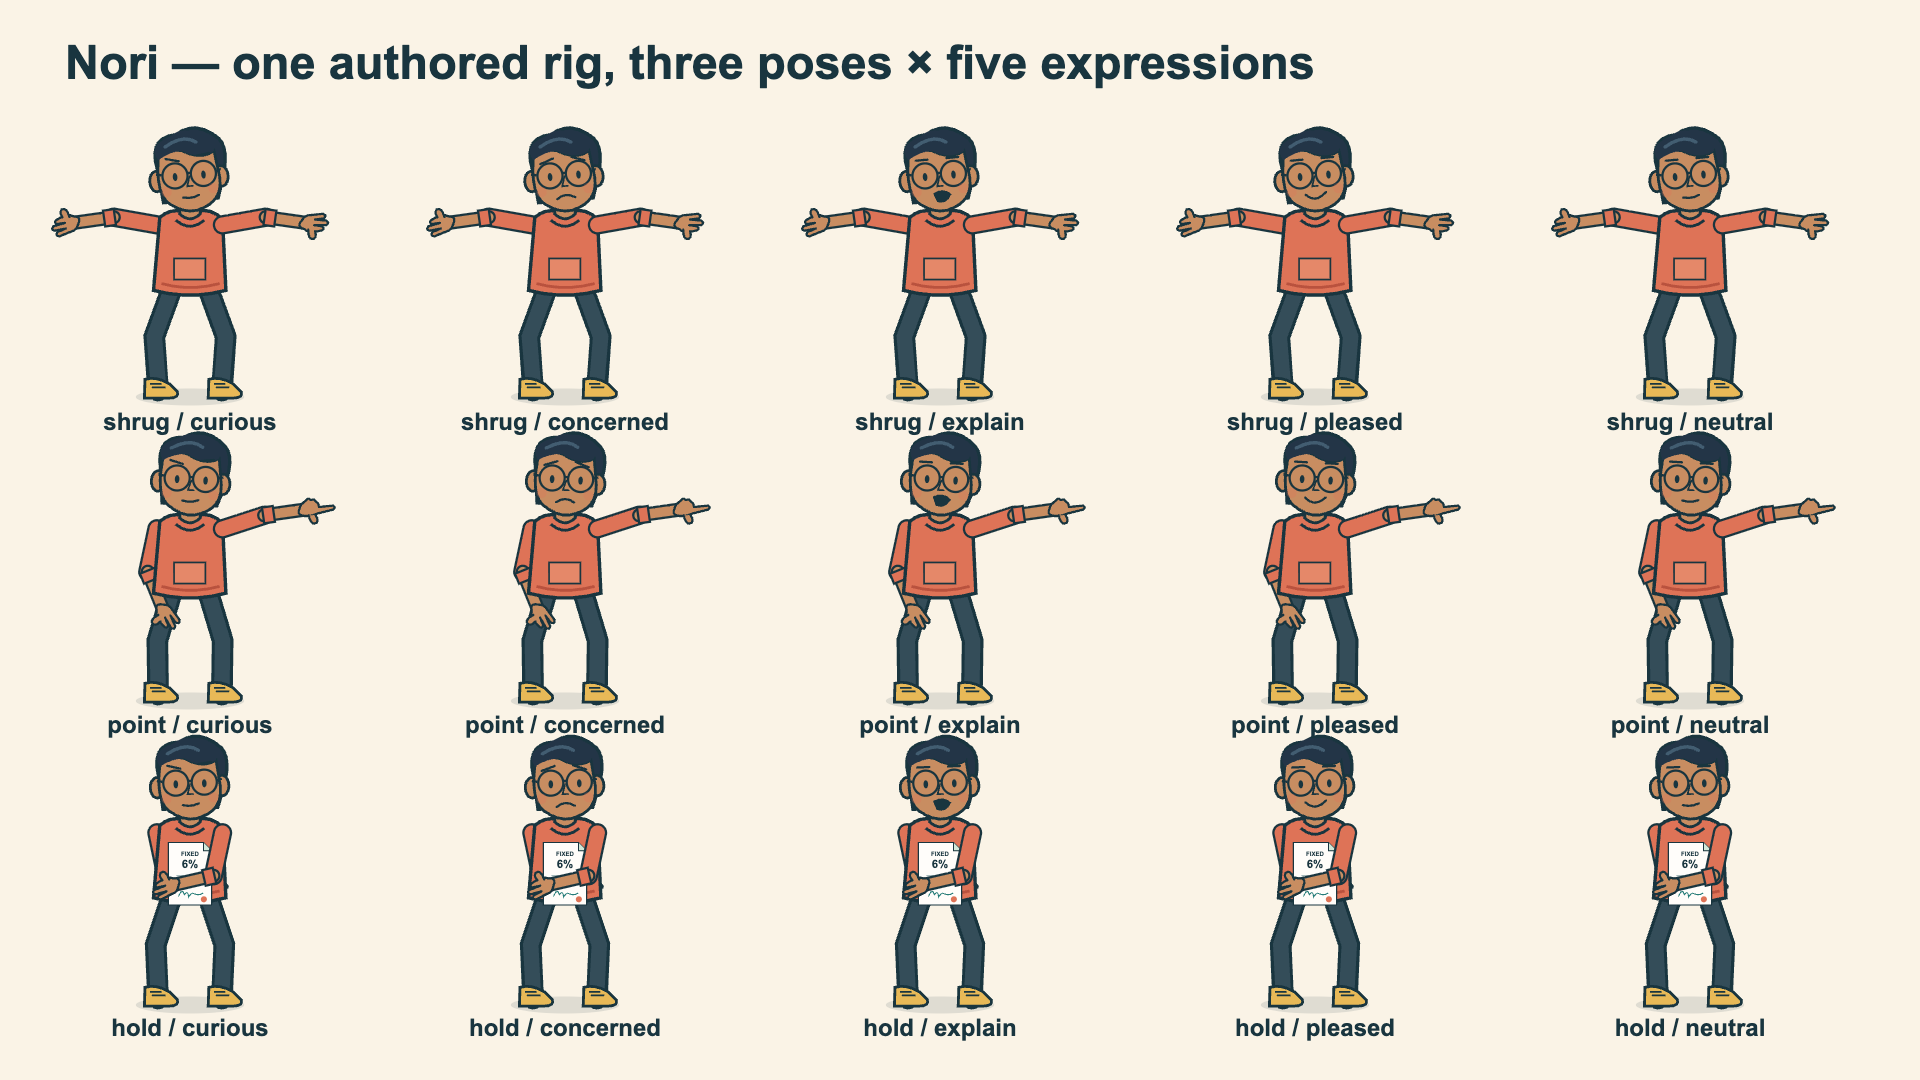 Nori — one authored rig, three poses × five expressions
shrug / curious
shrug / concerned
shrug / explain
shrug / pleased
shrug / neutral
point / curious
point / concerned
point / explain
point / pleased
point / neutral
FIXED
6%
FIXED
6%
FIXED
6%
FIXED
6%
FIXED
6%
hold / curious
hold / concerned
hold / explain
hold / pleased
hold / neutral